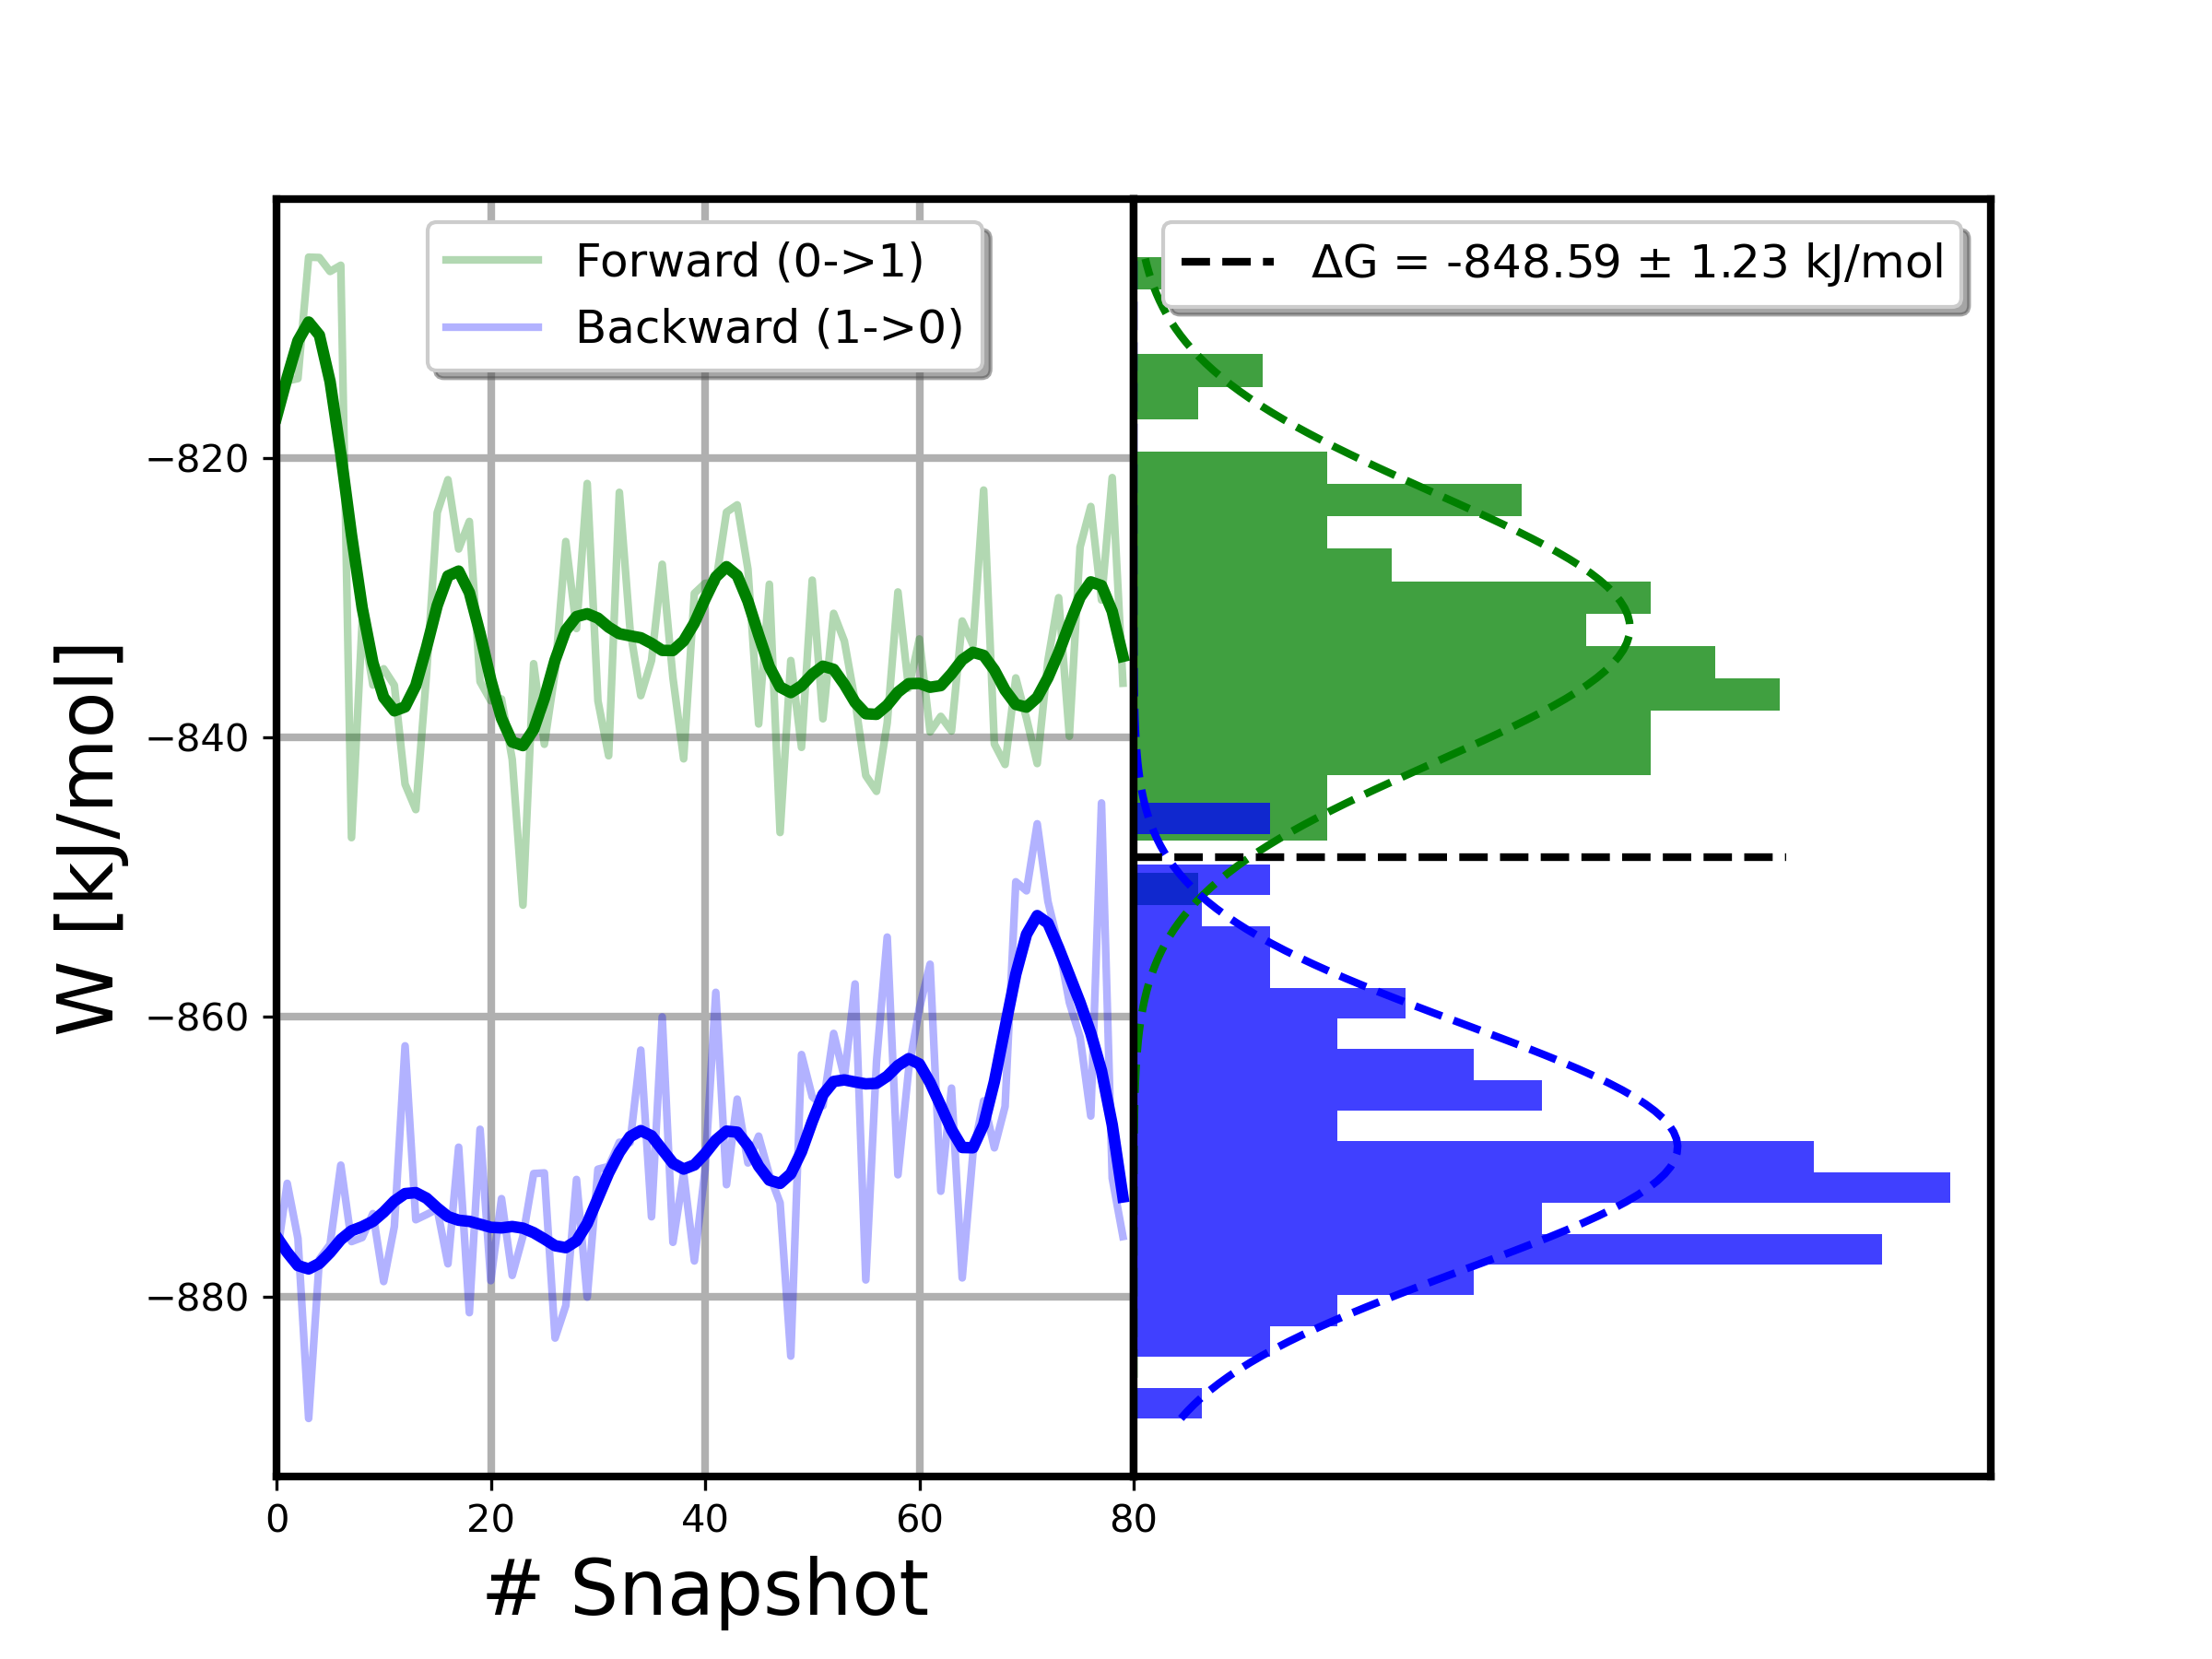 Forward (0->1)
Backward (1->0)
ΔG = -848.59 ± 1.23 kJ/mol
W [kJ/mol]
−820
−840
−860
−880
0 20 40 60 80
# Snapshot